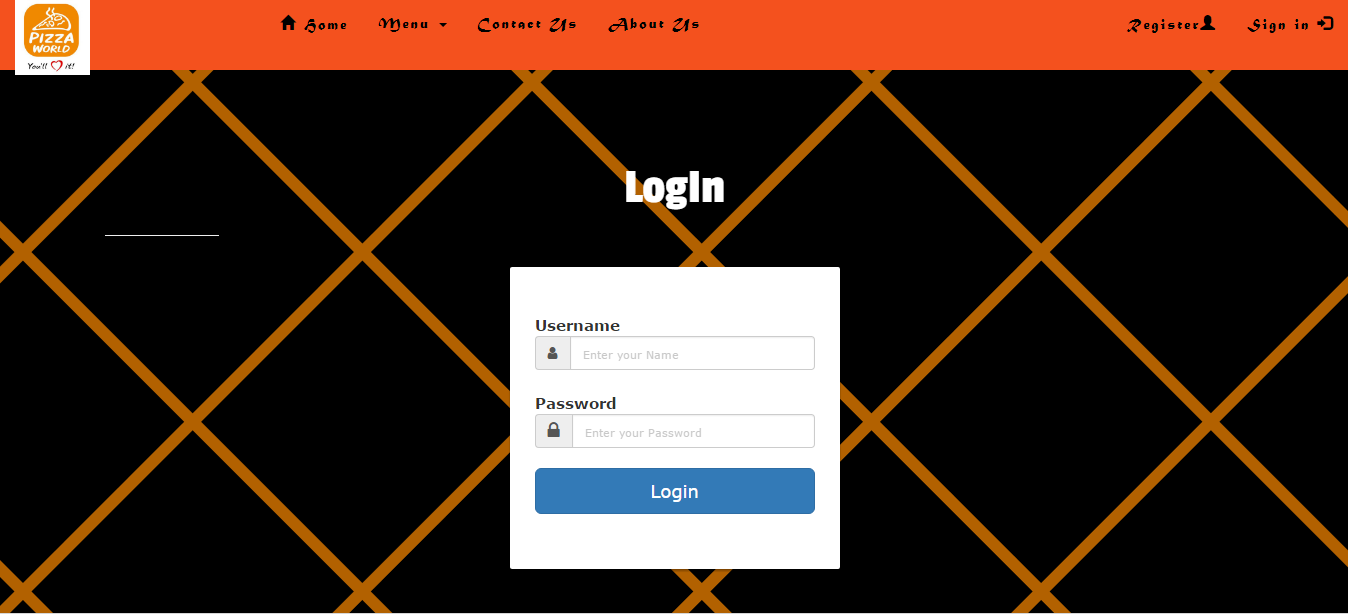 PIZZA
WORLD
You'll it!
Home Menu Contact Us About Us Register Sign in
Login
Username
Enter your Name
Password
Enter your Password
Login